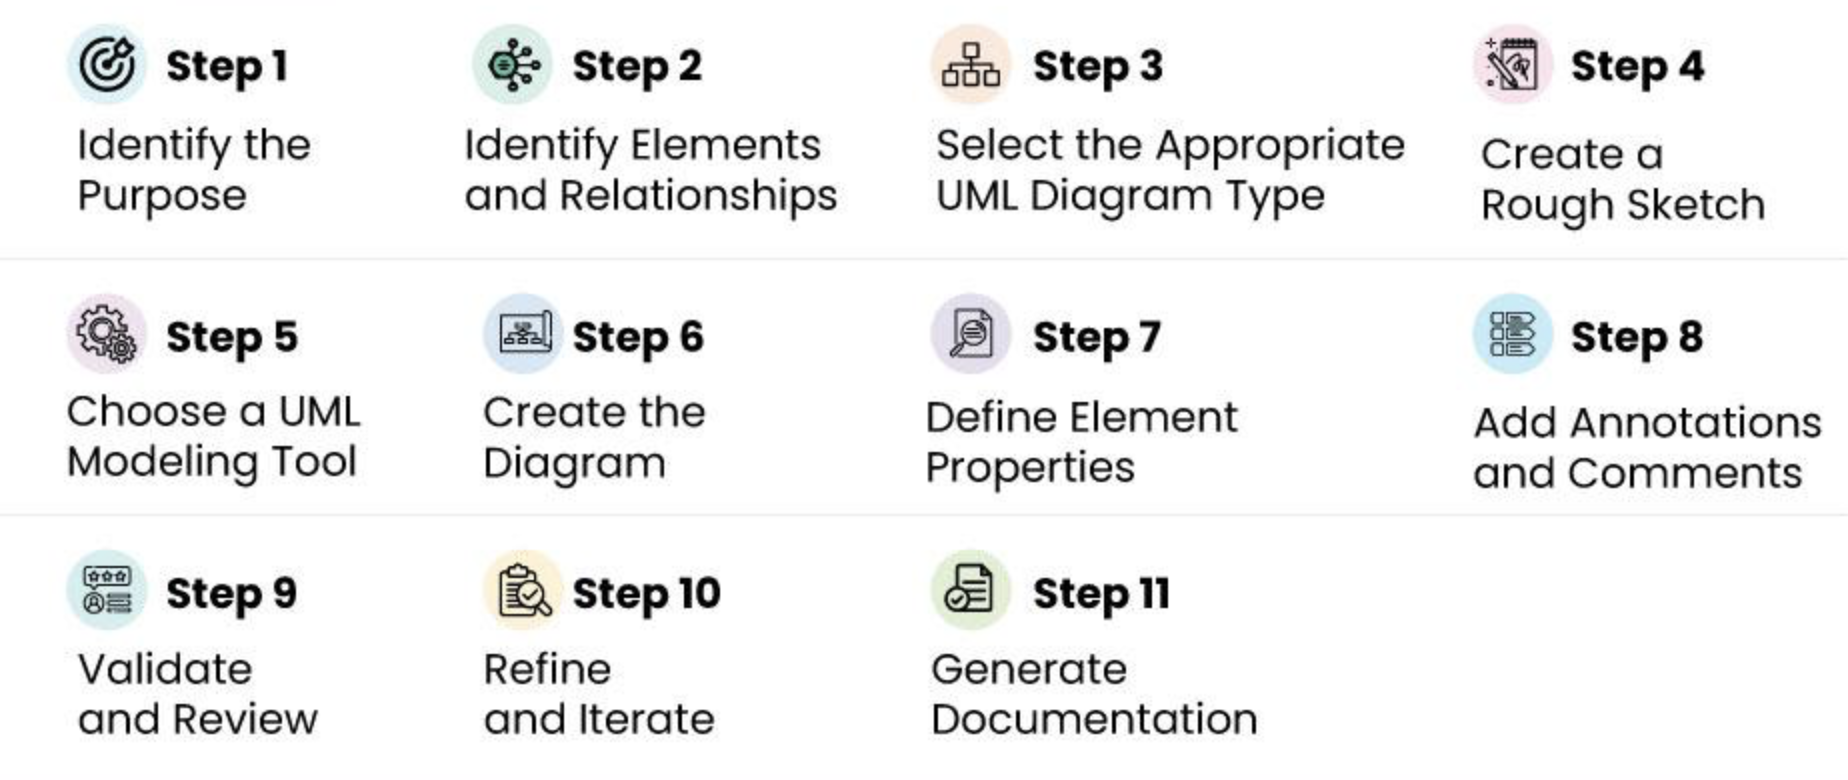 Step 1
Identify the
Purpose
Step 2
Identify Elements
and Relationships
Step 3
Select the Appropriate
UML Diagram Type
Step 4
Create a
Rough Sketch
Step 5
Choose a UML
Modeling Tool
Step 6
Create the
Diagram
Step 7
Define Element
Properties
Step 8
Add Annotations
and Comments
Step 9
Validate
and Review
Step 10
Refine
and Iterate
Step 11
Generate
Documentation